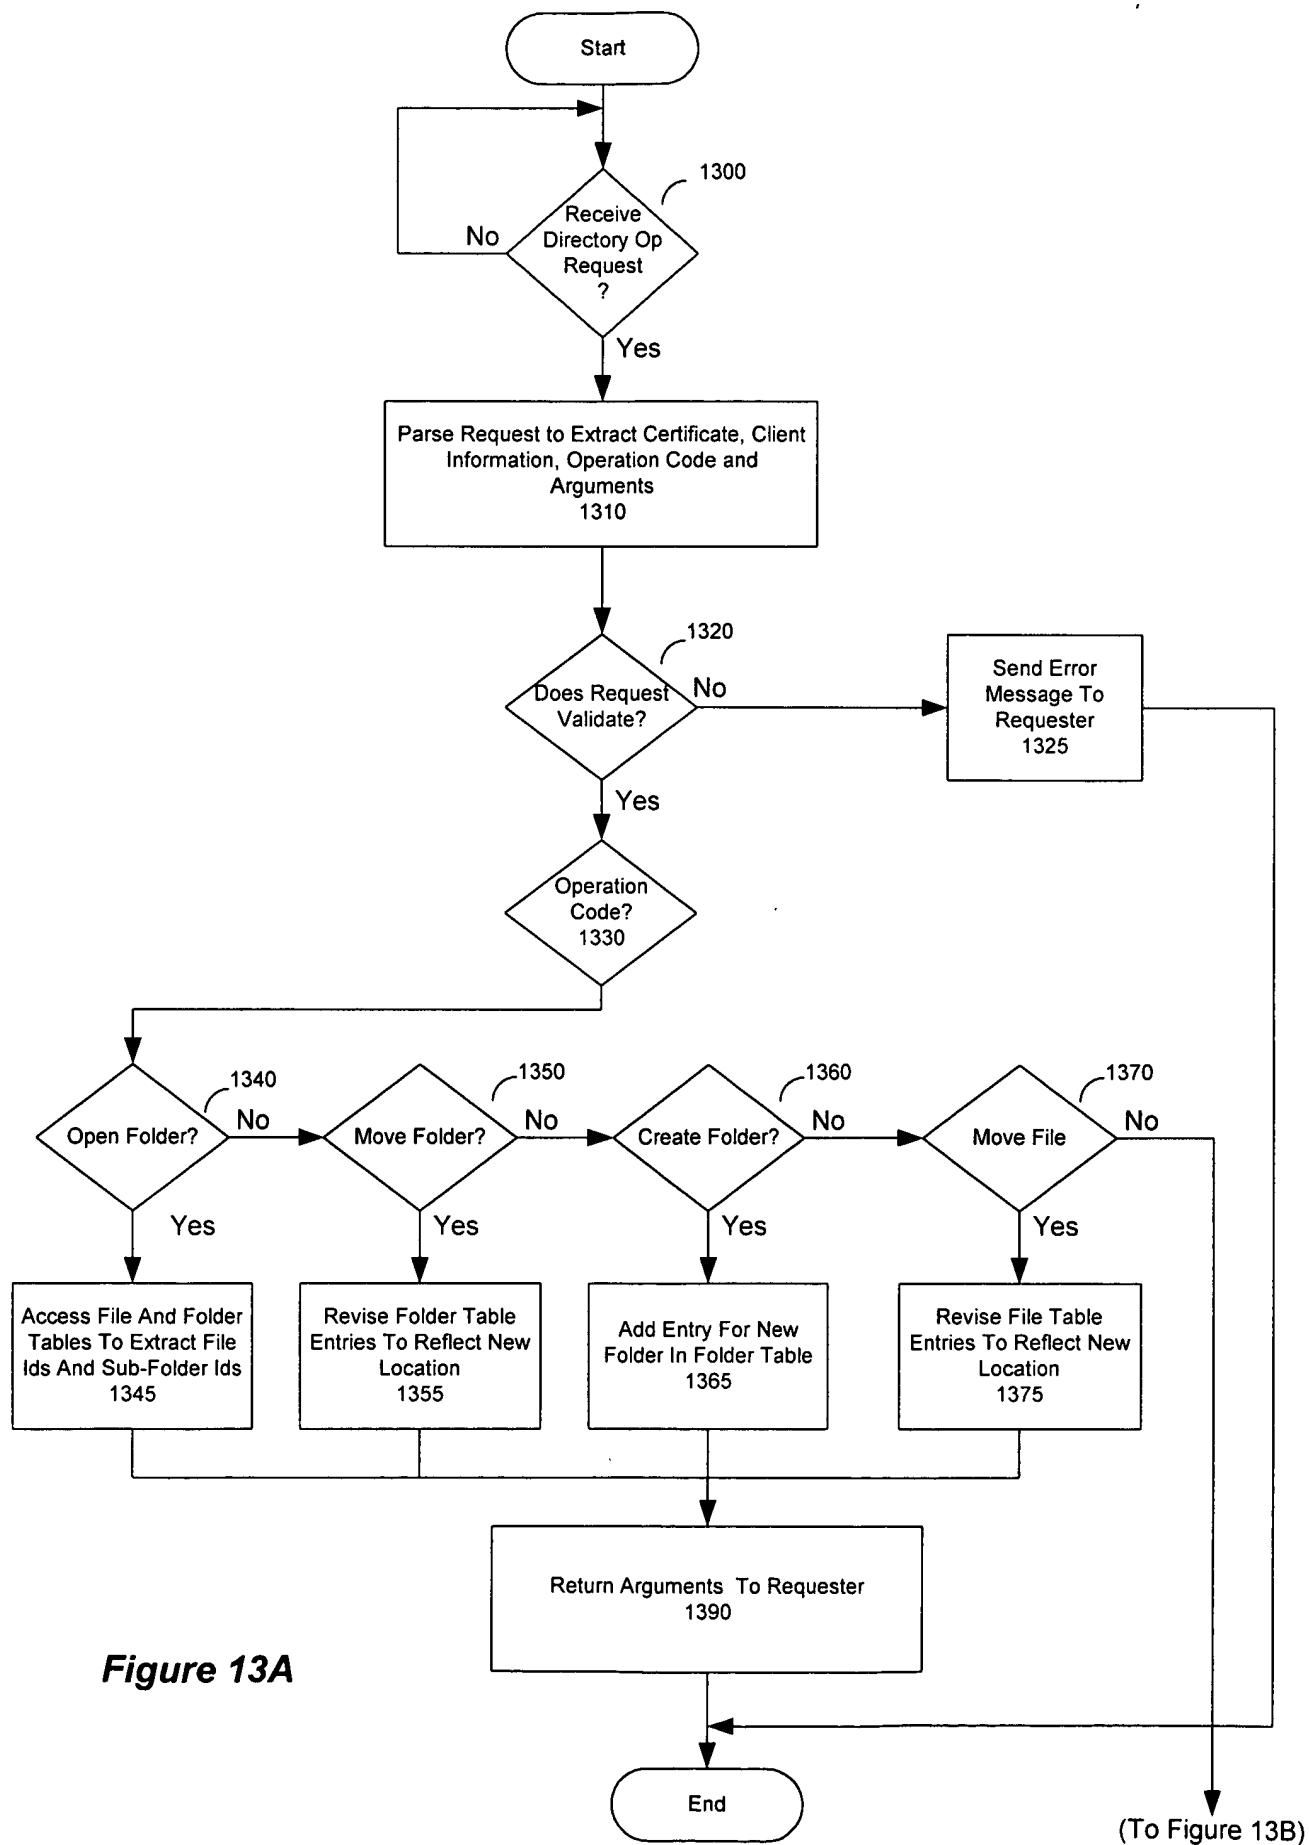 Start
1300
Receive
Directory Op
Request
?
No
Yes
Parse Request to Extract Certificate, Client
Information, Operation Code and
Arguments
1310
1320
Does Request
Validate?
No
Send Error
Message To
Requester
1325
Yes
Operation
Code?
1330
1340
Open Folder?
No
1350
Move Folder?
No
1360
Create Folder?
No
1370
Move File
No
Yes
Yes
Yes
Yes
Access File And Folder
Tables To Extract File
Ids And Sub-Folder Ids
1345
Revise Folder Table
Entries To Reflect New
Location
1355
Add Entry For New
Folder In Folder Table
1365
Revise File Table
Entries To Reflect New
Location
1375
Return Arguments To Requester
1390
Figure 13A
End
(To Figure 13B)